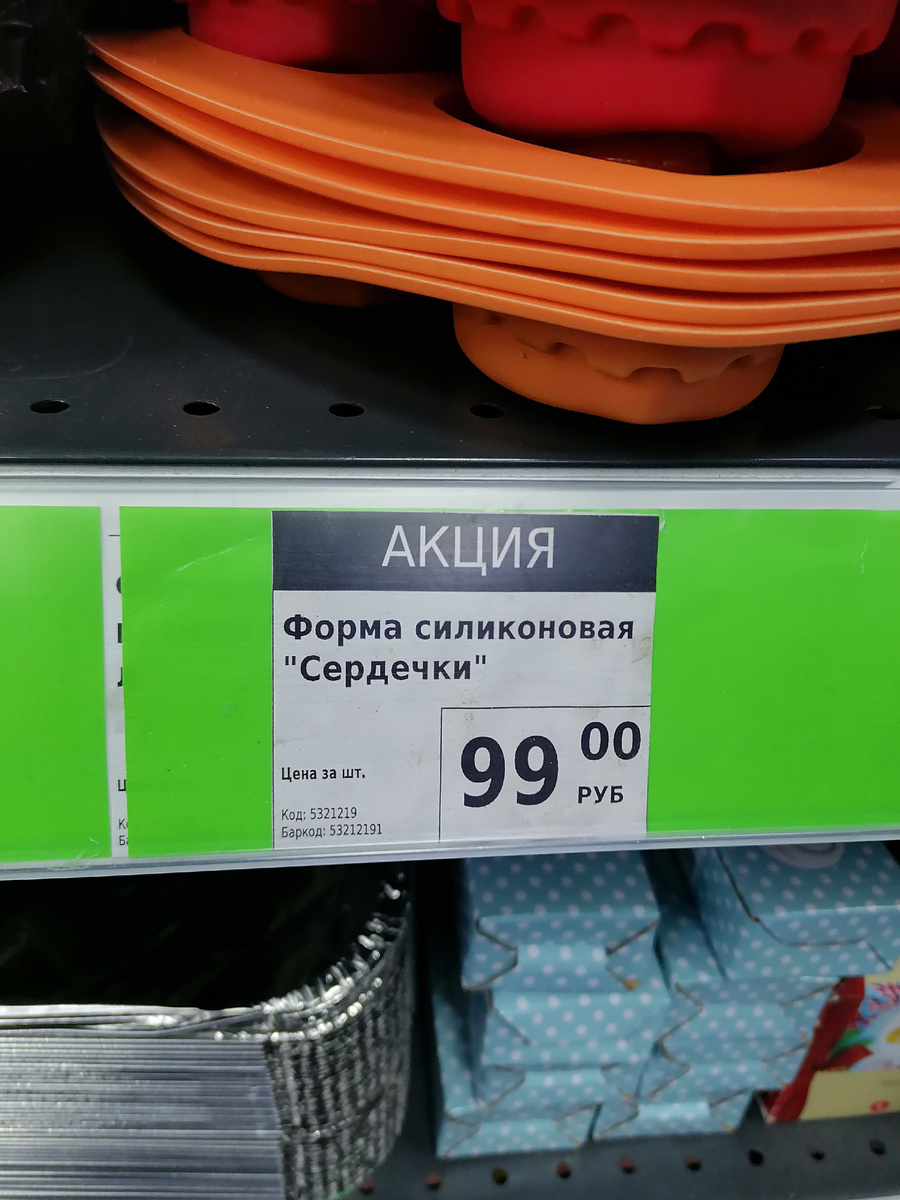 АКЦИЯ
Форма силиконовая
"Сердечки"
99 00
РУБ
Цена за шт.
Код: 5321219
Баркод: 53212191